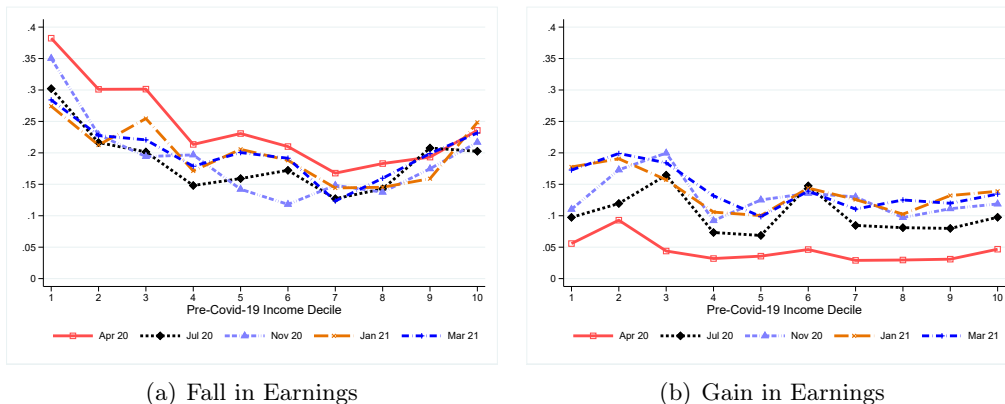 .4
.35
.3
.25
.2
.15
.1
.05
0
1 2 3 4 5 6 7 8 9 10
Pre-Covid-19 Income Decile
Apr 20 Jul 20 Nov 20 Jan 21 Mar 21
(a) Fall in Earnings
.4
.35
.3
.25
.2
.15
.1
.05
0
1 2 3 4 5 6 7 8 9 10
Pre-Covid-19 Income Decile
Apr 20 Jul 20 Nov 20 Jan 21 Mar 21
(b) Gain in Earnings